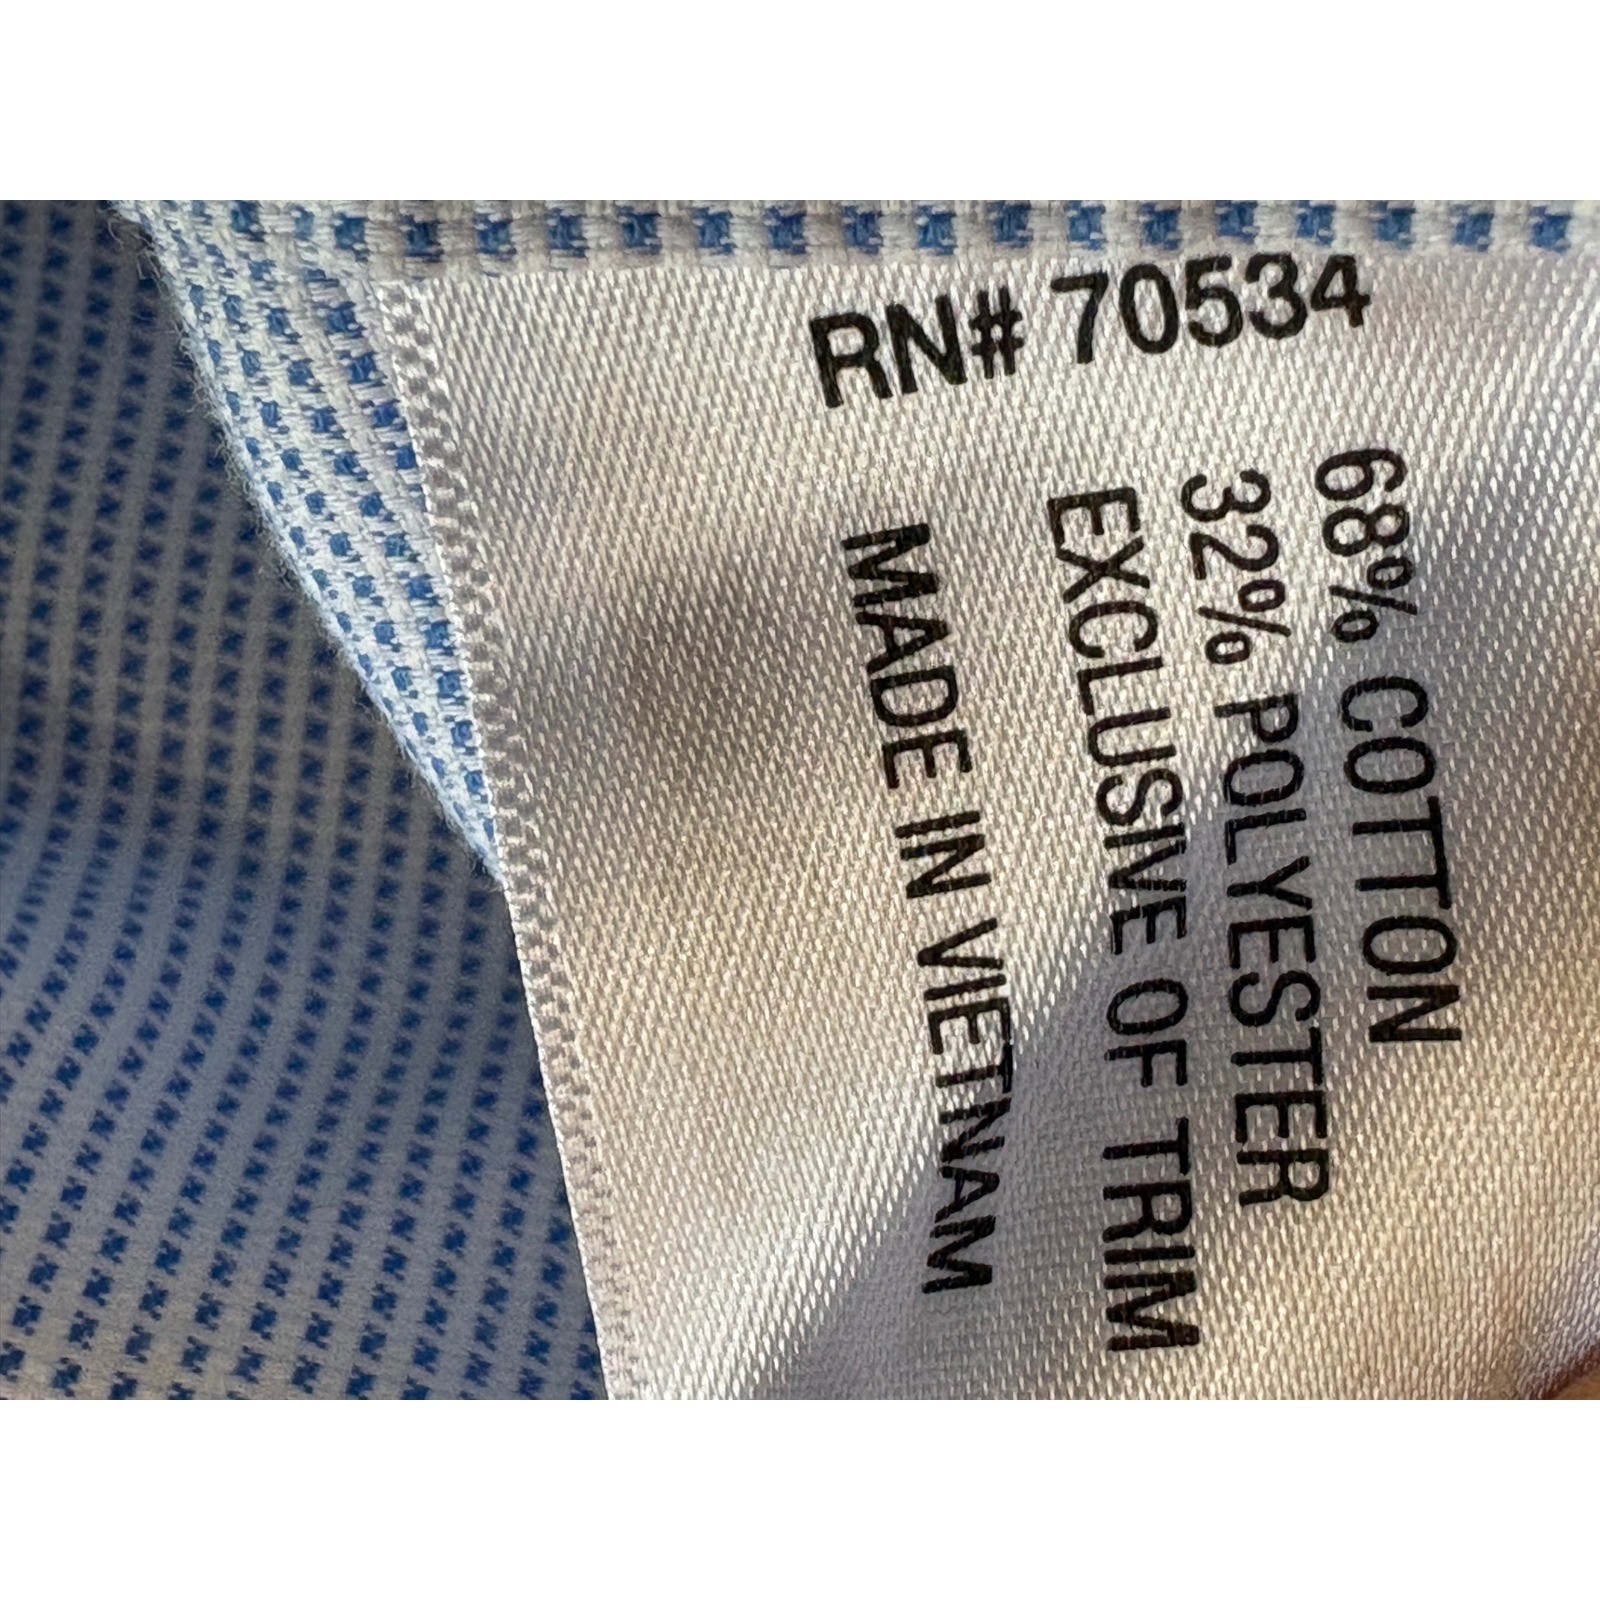 RN# 70534
68% COTTON
32% POLYESTER
EXCLUSIVE OF TRIM
MADE IN VIETNAM